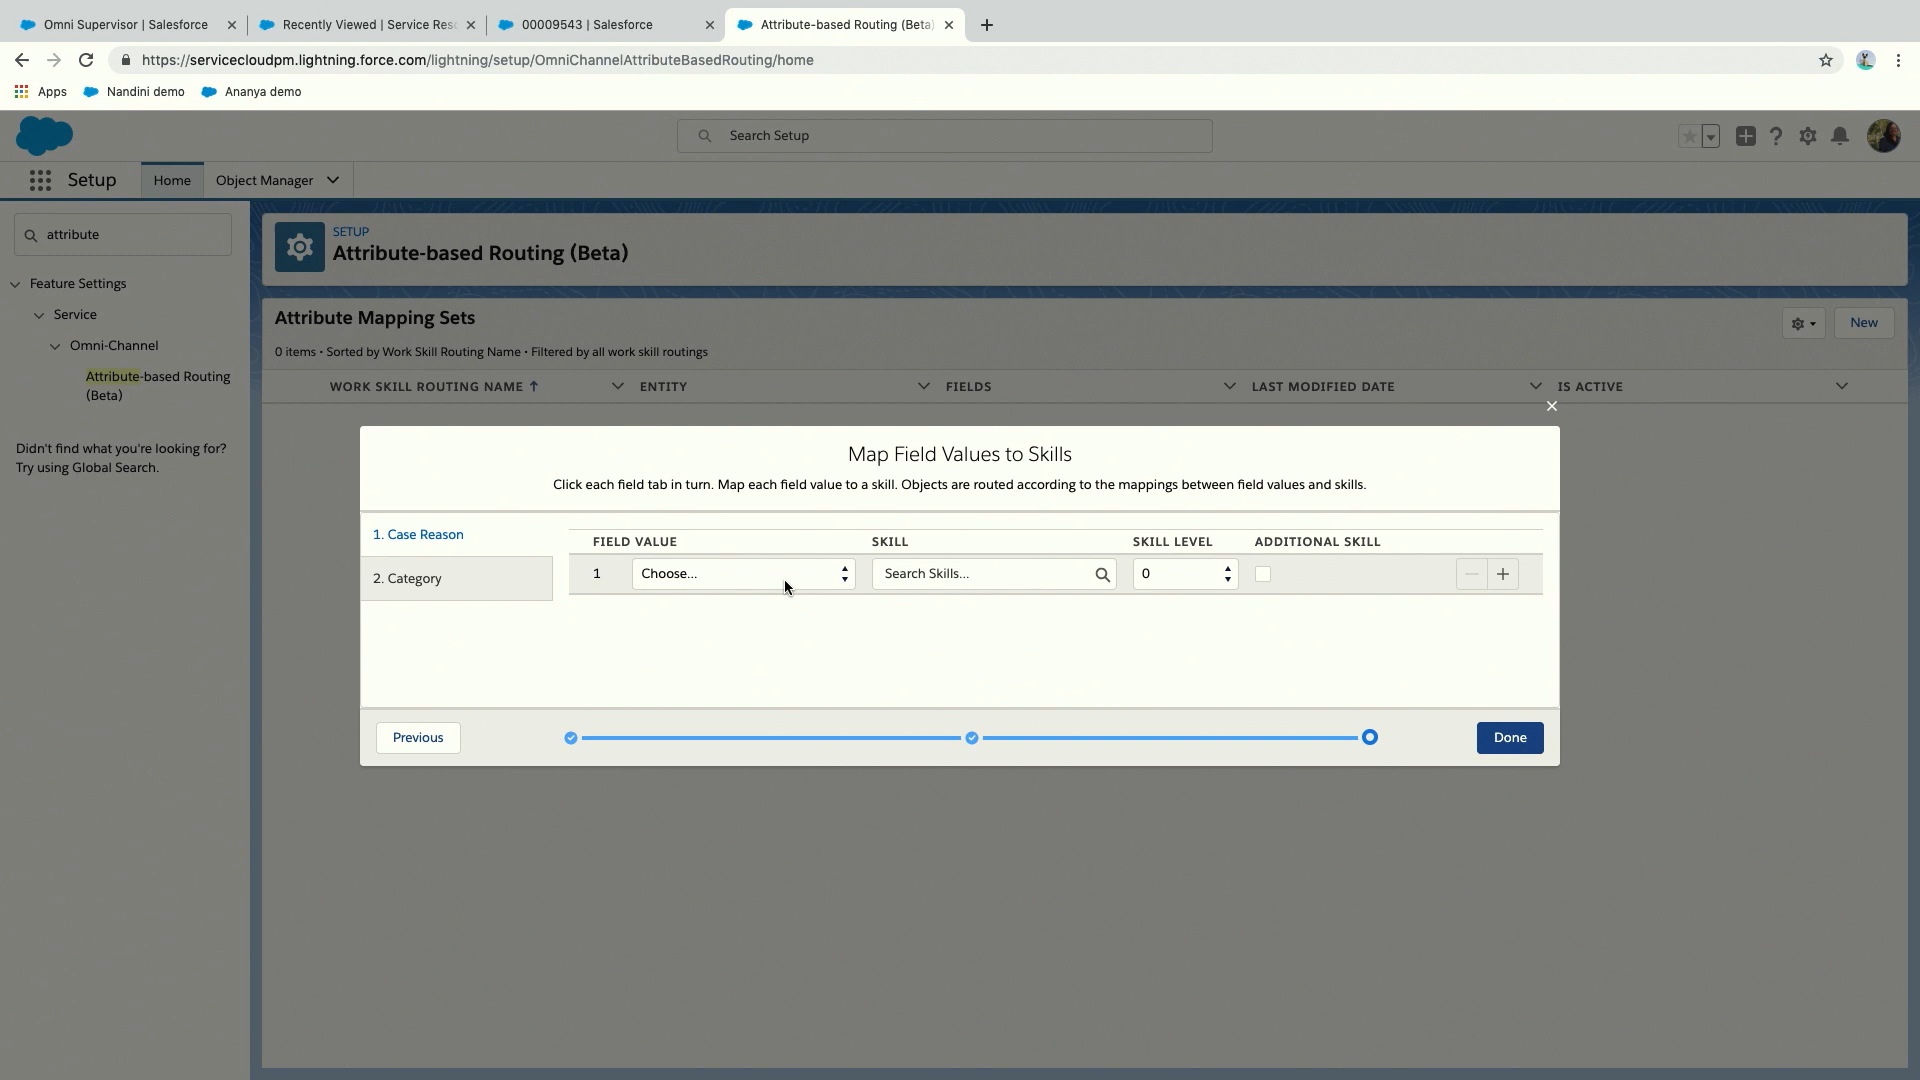 Omni Supervisor | Salesforce
Recently Viewed | Service Reso
00009543 | Salesforce
Attribute-based Routing (Beta)
https://servicecloudpm.lightning.force.com/lightning/setup/OmniChannelAttributeBasedRouting/home
Apps
Nandini demo
Ananya demo
Search Setup
Setup
Home
Object Manager
attribute
Feature Settings
Service
Omni-Channel
Attribute-based Routing
(Beta)
Didn't find what you're looking for?
Try using Global Search.
SETUP
Attribute-based Routing (Beta)
Attribute Mapping Sets
New
0 items • Sorted by Work Skill Routing Name • Filtered by all work skill routings
WORK SKILL ROUTING NAME
ENTITY
FIELDS
LAST MODIFIED DATE
IS ACTIVE
Map Field Values to Skills
Click each field tab in turn. Map each field value to a skill. Objects are routed according to the mappings between field values and skills.
1. Case Reason
2. Category
FIELD VALUE
SKILL
SKILL LEVEL
ADDITIONAL SKILL
1
Choose...
Search Skills...
0
Previous
Done